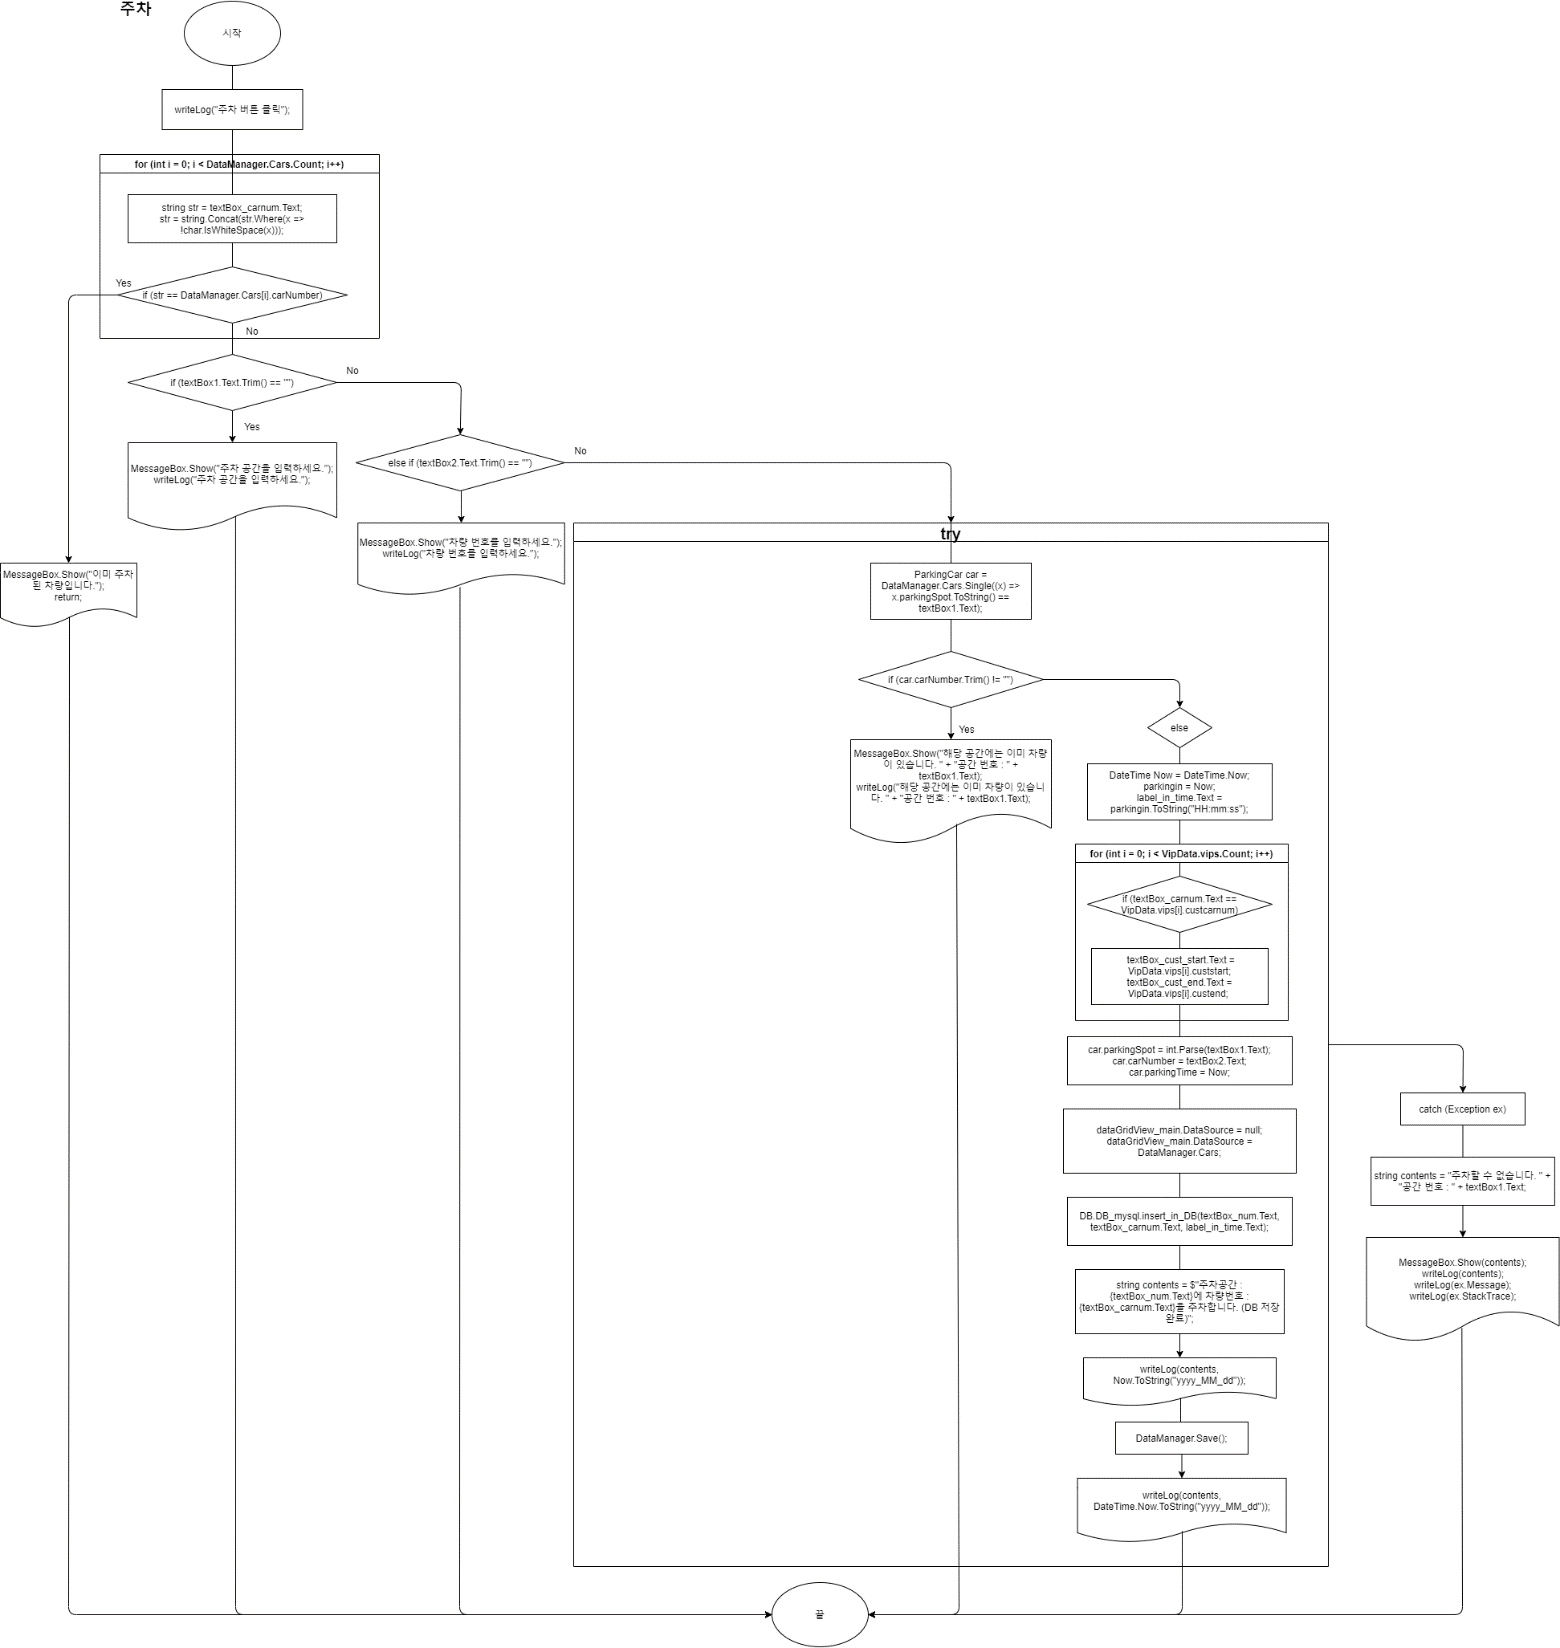 주차
시작
writeLog("주차 버튼 클릭");
for (int i = 0; i < DataManager.Cars.Count; i++)
string str = textBox_carnum.Text;
str = string.Concat(str.Where(x =>
!char.IsWhiteSpace(x)));
Yes
if (str == DataManager.Cars[i].carNumber)
No
if (textBox1.Text.Trim() == "")
No
Yes
MessageBox.Show("주차 공간을 입력하세요.");
writeLog("주차 공간을 입력하세요.");
else if (textBox2.Text.Trim() == "")
No
MessageBox.Show("차량 번호를 입력하세요.");
writeLog("차량 번호를 입력하세요.");
MessageBox.Show("이미 주차
된 차량입니다.");
return;
try
ParkingCar car =
DataManager.Cars.Single((x) =>
x.parkingSpot.ToString() ==
textBox1.Text);
if (car.carNumber.Trim() != "")
Yes
MessageBox.Show("해당 공간에는 이미 차량
이 있습니다. " + "공간 번호 : " +
textBox1.Text);
writeLog("해당 공간에는 이미 차량이 있습니
다. " + "공간 번호 : " + textBox1.Text);
else
DateTime Now = DateTime.Now;
parkingin = Now;
label_in_time.Text =
parkingin.ToString("HH:mm:ss");
for (int i = 0; i < VipData.vips.Count; i++)
if (textBox_carnum.Text ==
VipData.vips[i].custcarnum)
textBox_cust_start.Text =
VipData.vips[i].custstart;
textBox_cust_end.Text =
VipData.vips[i].custend;
car.parkingSpot = int.Parse(textBox1.Text);
car.carNumber = textBox2.Text;
car.parkingTime = Now;
dataGridView_main.DataSource = null;
dataGridView_main.DataSource =
DataManager.Cars;
DB.DB_mysql.insert_in_DB(textBox_num.Text,
textBox_carnum.Text, label_in_time.Text);
string contents = $"주차공간 :
{textBox_num.Text}에 차량번호 :
{textBox_carnum.Text}를 주차합니다. (DB 저장
완료)";
writeLog(contents,
Now.ToString("yyyy_MM_dd"));
DataManager.Save();
writeLog(contents,
DateTime.Now.ToString("yyyy_MM_dd"));
catch (Exception ex)
string contents = "주차할 수 없습니다. " +
"공간 번호 : " + textBox1.Text;
MessageBox.Show(contents);
writeLog(contents);
writeLog(ex.Message);
writeLog(ex.StackTrace);
끝